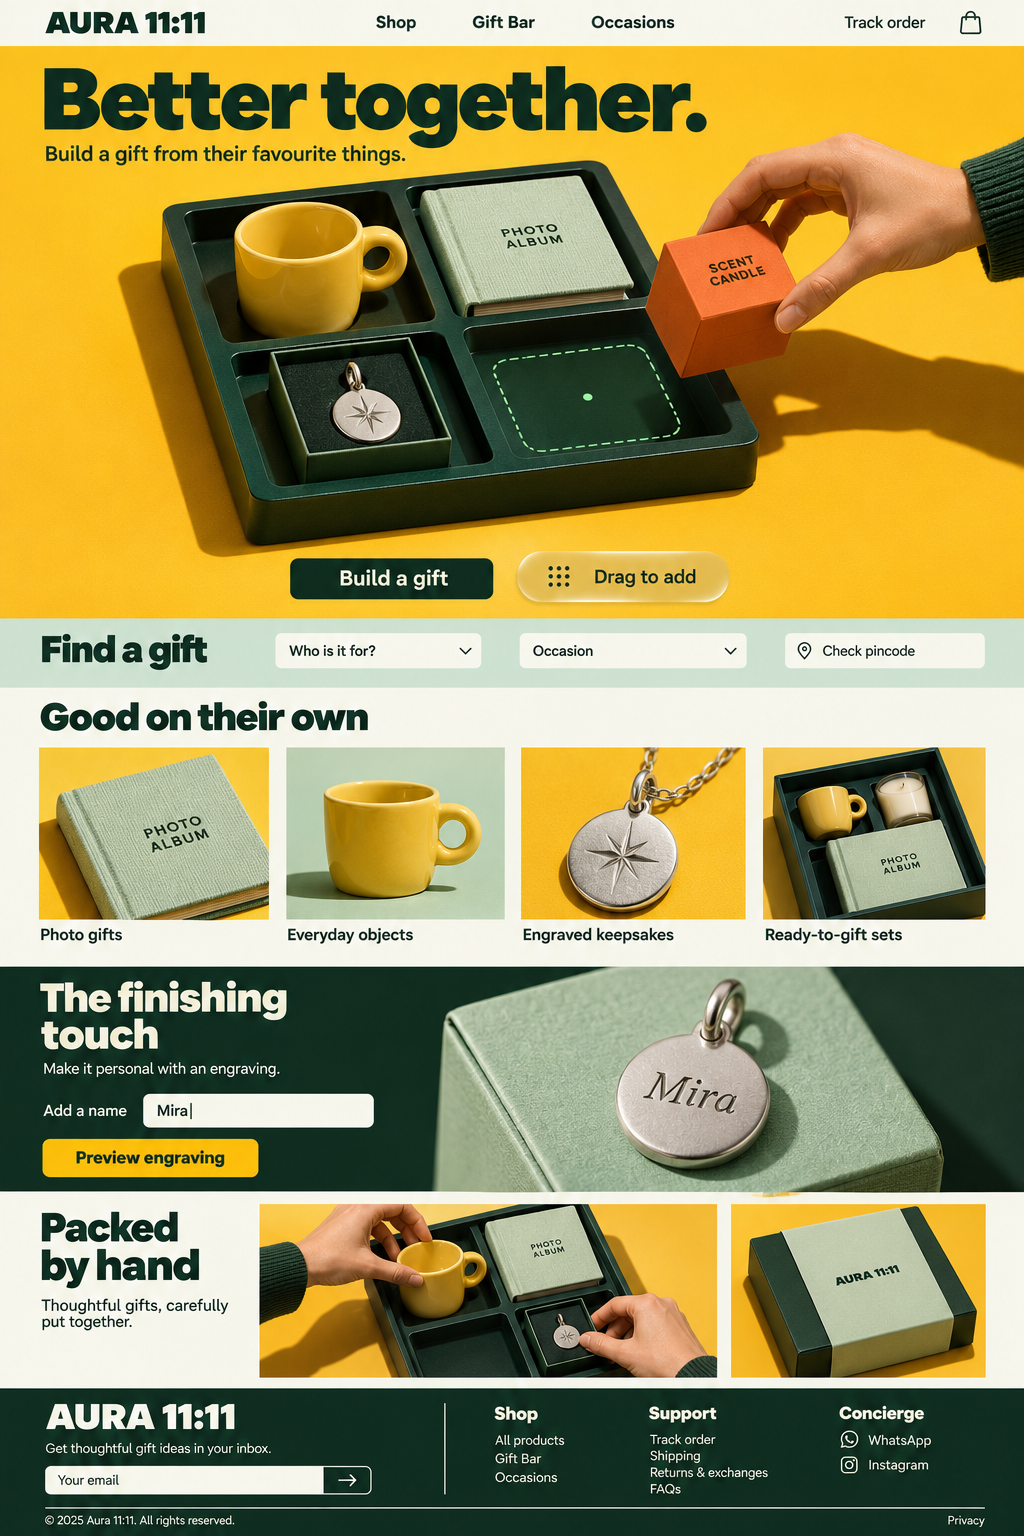 AURA 11:11
Shop
Gift Bar
Occasions
Track order
Better together.
Build a gift from their favourite things.
PHOTO
ALBUM
SCENT
CANDLE
Build a gift
Drag to add
Find a gift
Who is it for?
Occasion
Check pincode
Good on their own
PHOTO
ALBUM
PHOTO
ALBUM
Photo gifts
Everyday objects
Engraved keepsakes
Ready-to-gift sets
The finishing
touch
Make it personal with an engraving.
Add a name
Mira
Preview engraving
Mira
Packed
by hand
Thoughtful gifts, carefully
put together.
PHOTO
ALBUM
AURA 11:11
AURA 11:11
Get thoughtful gift ideas in your inbox.
Your email
Shop
All products
Gift Bar
Occasions
Support
Track order
Shipping
Returns & exchanges
FAQs
Concierge
WhatsApp
Instagram
© 2025 Aura 11:11. All rights reserved.
Privacy